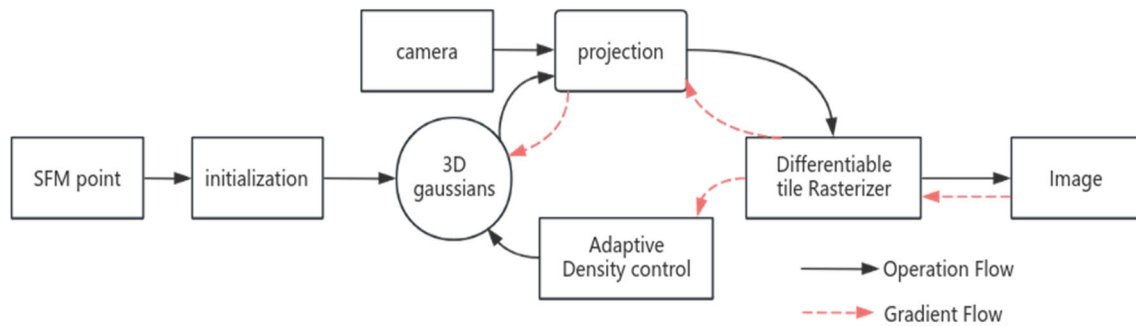 camera
projection
SFM point
initialization
3D
gaussians
Differentiable
tile Rasterizer
Image
Adaptive
Density control
Operation Flow
Gradient Flow